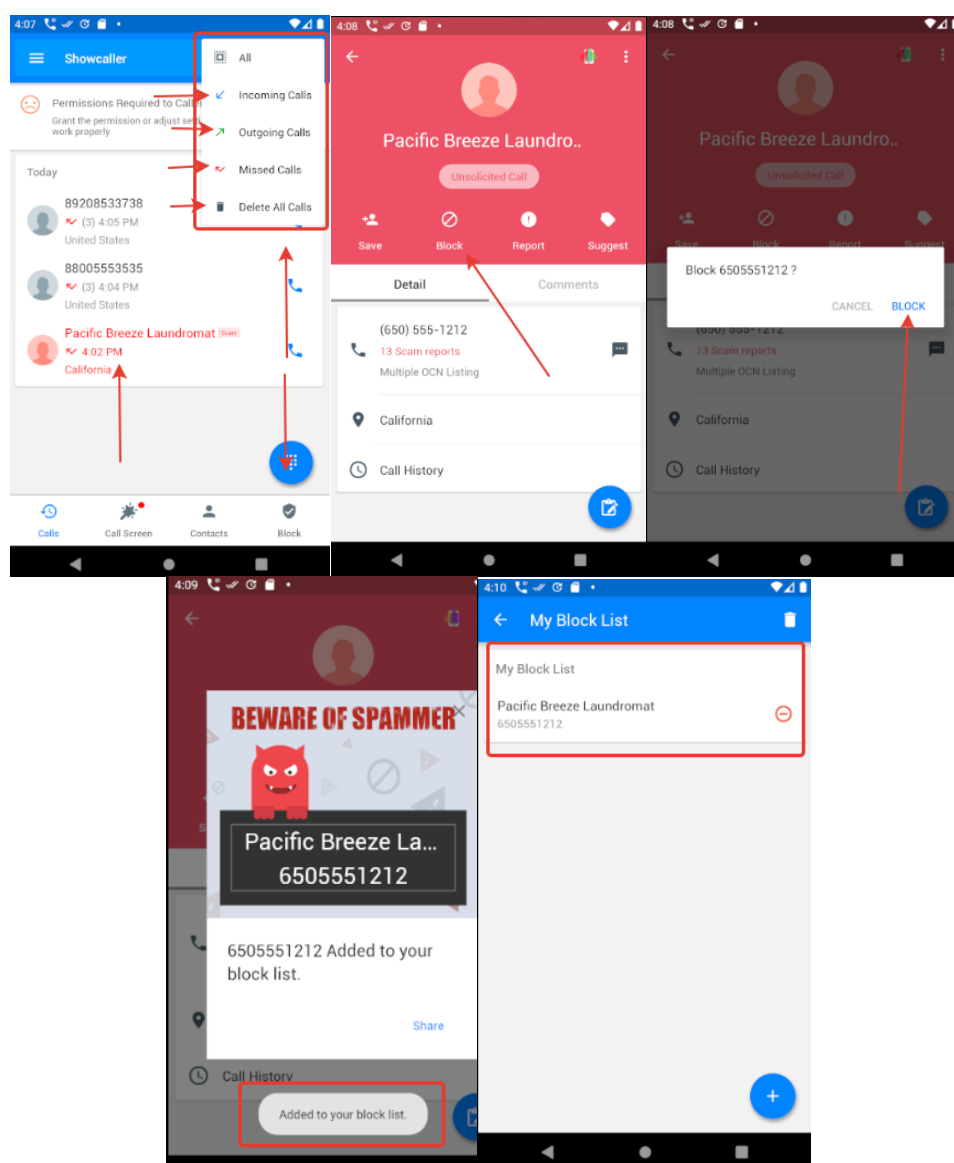 4:07
Showcaller
All
Incoming Calls
Outgoing Calls
Missed Calls
Delete All Calls
Permissions Required to Caller
Grant the permission or adjust
work properly
Today
89208533738
(3) 4:05 PM
United States
88005553535
(3) 4:04 PM
United States
Pacific Breeze Laundromat Scam
4:02 PM
California
Calls
Call Screen
Contacts
Block
4:08
Pacific Breeze Laundro..
Unsolicited Call
Save
Block
Report
Suggest
Detail
Comments
(650) 555-1212
13 Scam reports
Multiple OCN Listing
California
Call History
4:08
Pacific Breeze Laundro..
Unsolicited Call
Save
Block
Report
Suggest
Block 6505551212 ?
CANCEL
BLOCK
(650) 555-1212
13 Scam reports
Multiple OCN Listing
California
Call History
4:09
BEWARE OF SPAMMER
Pacific Breeze La...
6505551212
6505551212 Added to your
block list.
Share
Call History
Added to your block list.
4:10
My Block List
My Block List
Pacific Breeze Laundromat
6505551212